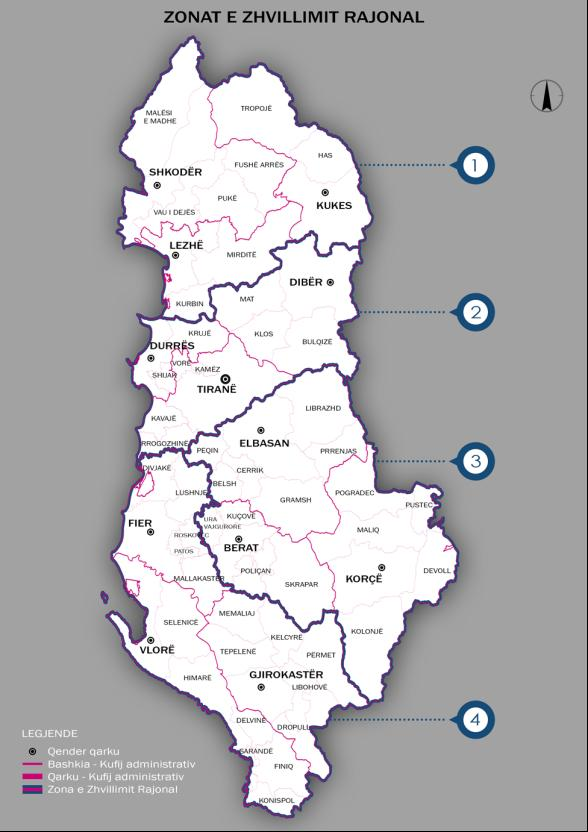 ZONAT E ZHVILLIMIT RAJONAL
MALËSI
E MADHE
TROPOJË
HAS
FUSHË ARRËS
1
SHKODËR
PUKË
KUKES
VAU I DEJËS
LEZHË
MIRDITË
DIBËR
MAT
KURBIN
2
KRUJË
KLOS
BULQIZË
DURRËS
VORË
KAMËZ
SHIJAK
TIRANË
LIBRAZHD
KAVAJË
ELBASAN
RROGOZHINË
PEQIN
PRRENJAS
3
DIVJAKË
CERRIK
BELSH
LUSHNJË
GRAMSH
POGRADEC
PUSTEC
FIER
URA
VAJGURORE
KUÇOVË
MALIQ
ROSKOVEC
BERAT
PATOS
POLIÇAN
DEVOLL
MALLAKASTËR
SKRAPAR
KORÇË
MEMALIAJ
SELENICË
KELCYRË
KOLONJË
VLORË
TEPELENË
PËRMET
GJIROKASTËR
HIMARË
LIBOHOVË
DELVINË
DROPULL
4
SARANDË
FINIQ
KONISPOL
LEGJENDE
Qender qarku
Bashkia - Kufij administrativ
Qarku - Kufij administrativ
Zona e Zhvillimit Rajonal